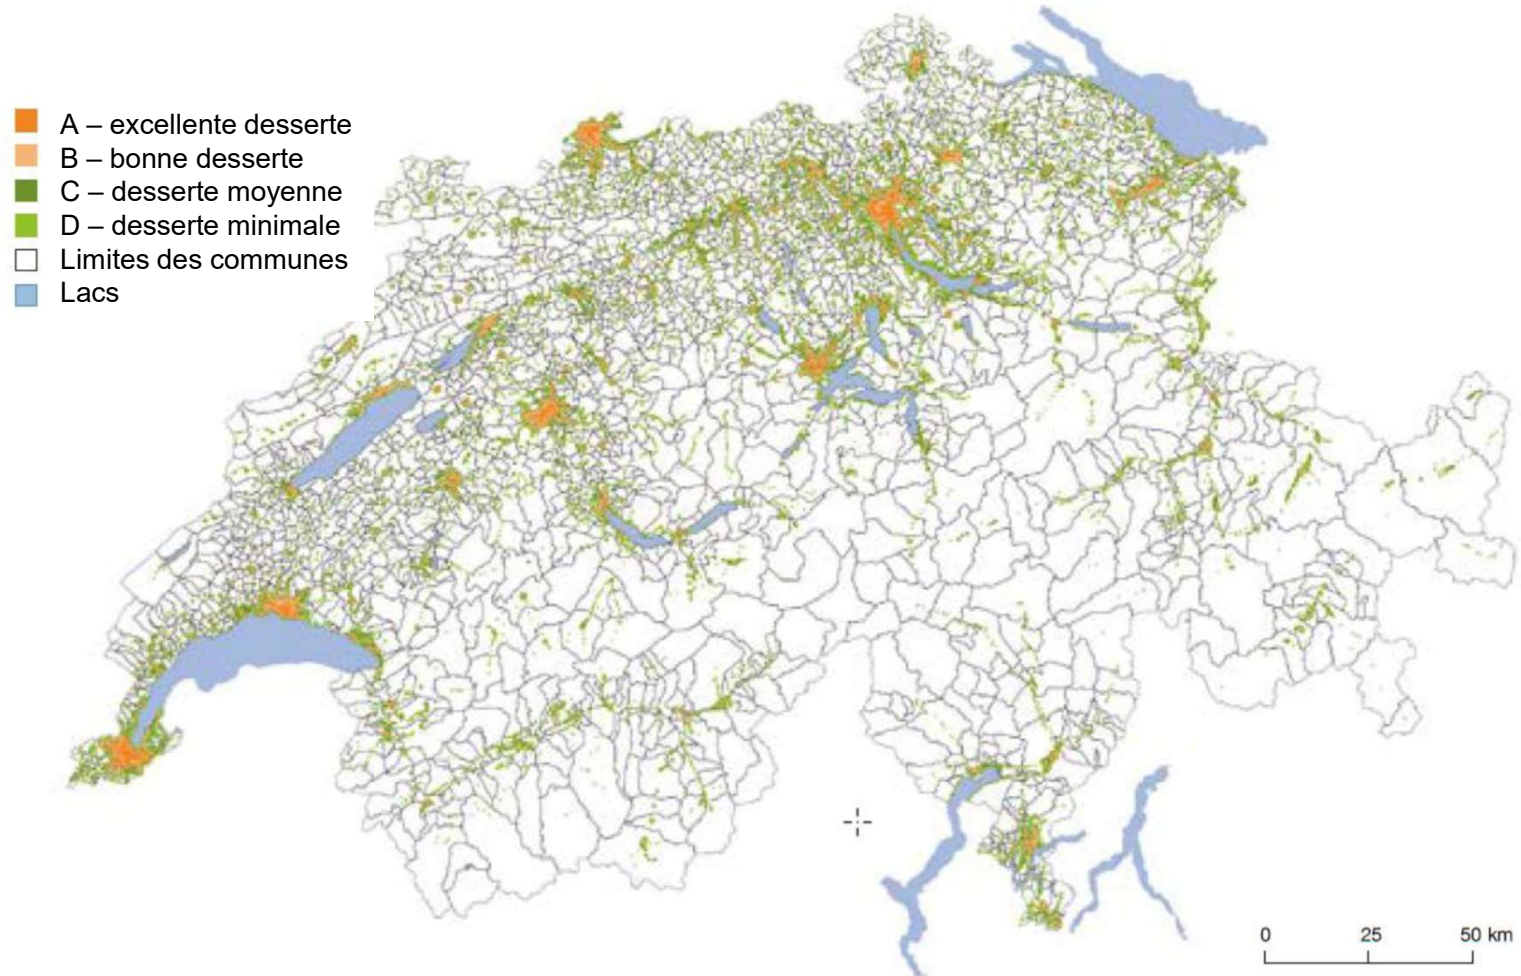 A – excellente desserte
B – bonne desserte
C – desserte moyenne
D – desserte minimale
Limites des communes
Lacs
0 25 50 km